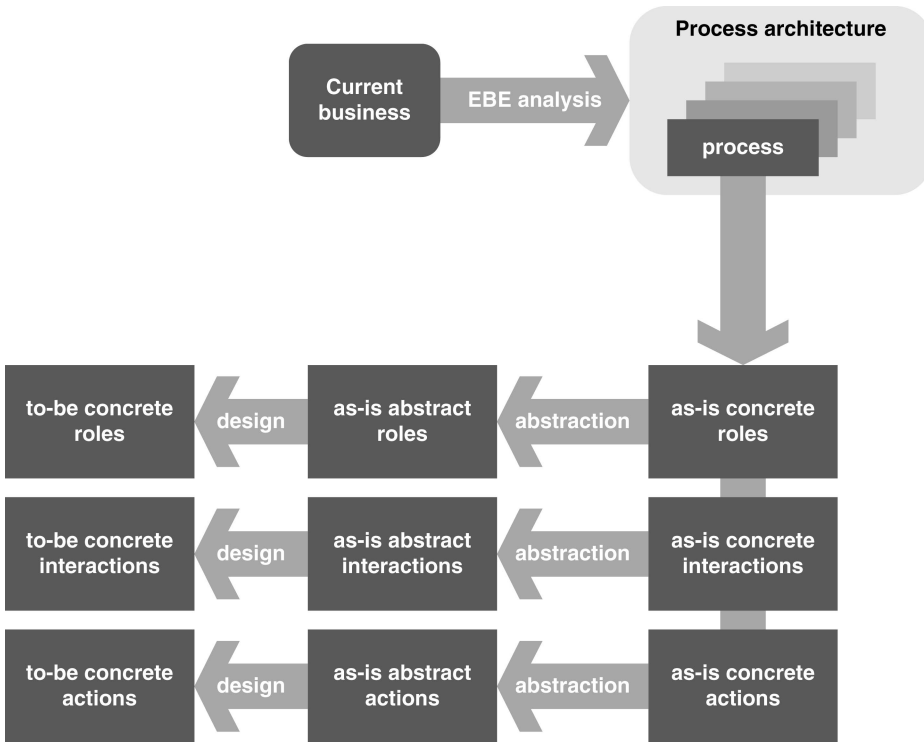 Process architecture
Current
business
EBE analysis
process
to-be concrete
roles
design
as-is abstract
roles
abstraction
as-is concrete
roles
to-be concrete
interactions
design
as-is abstract
interactions
abstraction
as-is concrete
interactions
to-be concrete
actions
design
as-is abstract
actions
abstraction
as-is concrete
actions